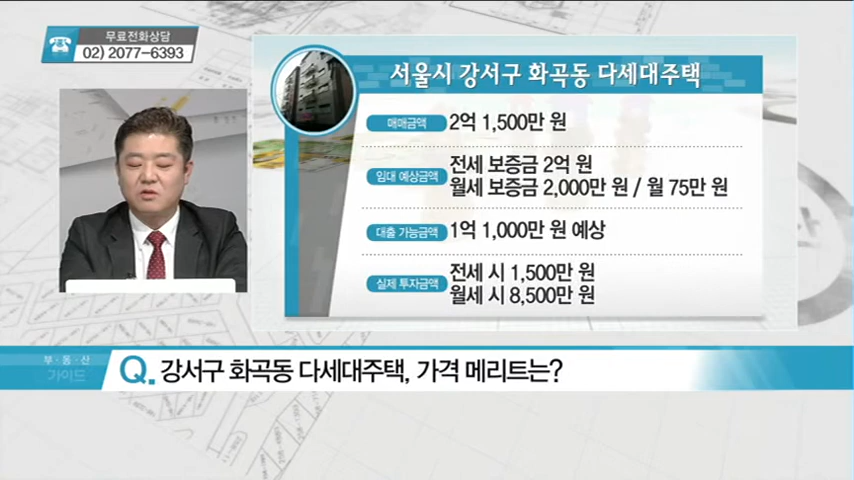 무료전화상담
02) 2077-6393
서울시 강서구 화곡동 다세대주택
매매금액 2억 1,500만 원
임대 예상금액 전세 보증금 2억 원
월세 보증금 2,000만 원 / 월 75만 원
대출 가능금액 1억 1,000만 원 예상
실제 투자금액 전세 시 1,500만 원
월세 시 8,500만 원
부·동·산
가이드
Q. 강서구 화곡동 다세대주택, 가격 메리트는?